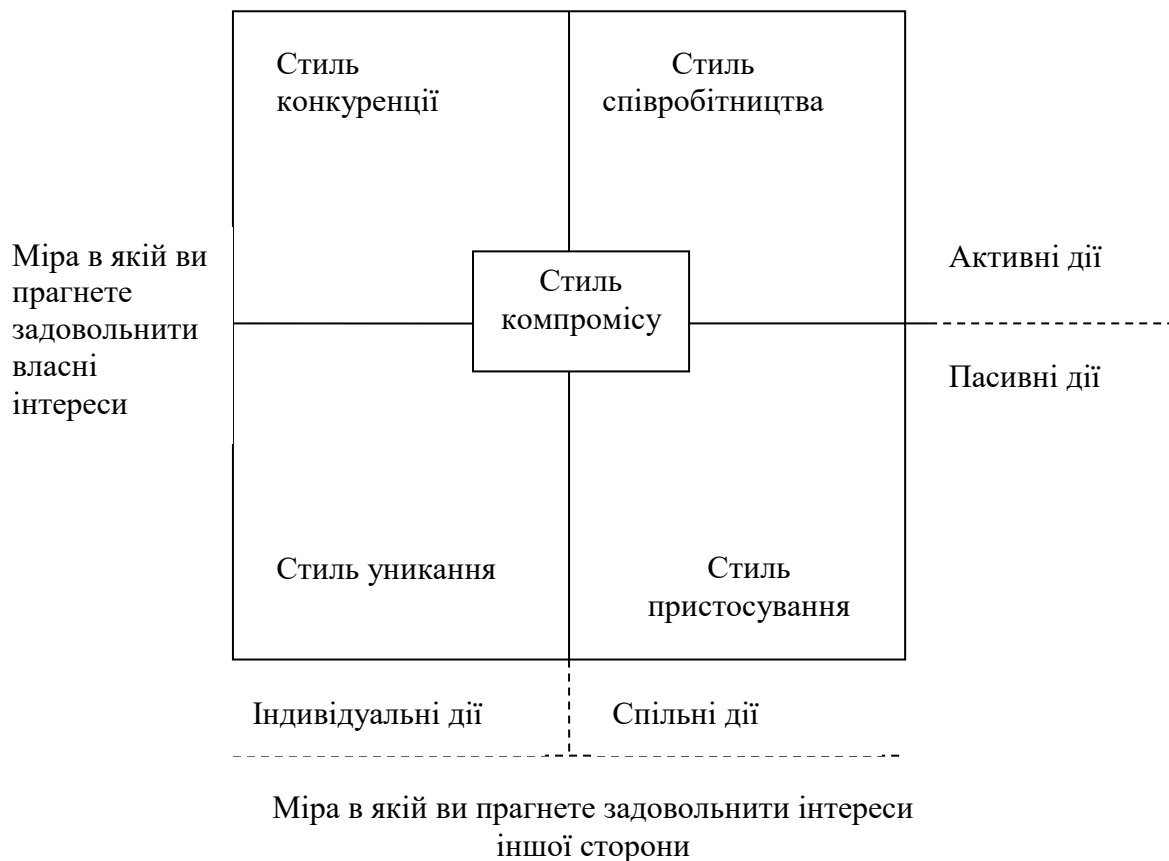 Стиль
конкуренції
Стиль
співробітництва
Міра в якій ви
прагнете
задовольнити
власні
інтереси
Стиль
компромісу
Активні дії
Пасивні дії
Стиль уникання
Стиль
пристосування
Індивідуальні дії
Спільні дії
Міра в якій ви прагнете задовольнити інтереси
іншої сторони